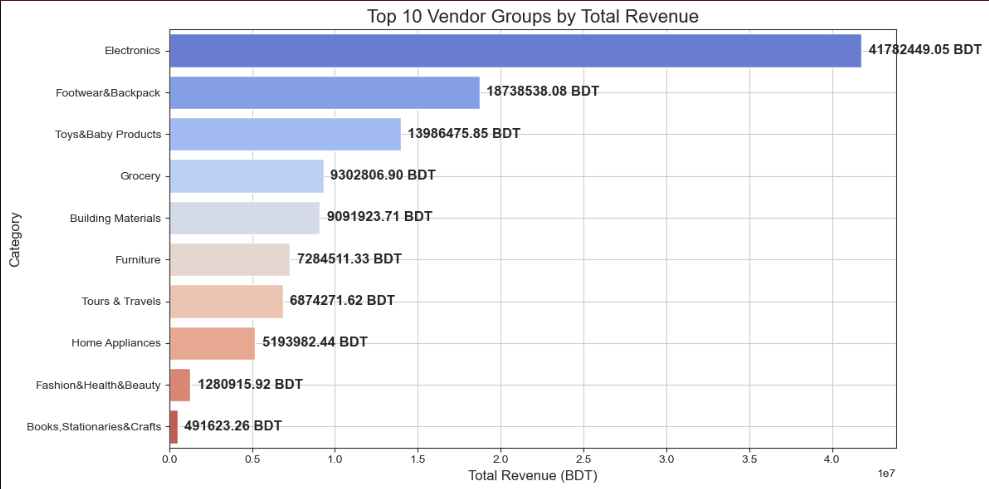 Top 10 Vendor Groups by Total Revenue
Category
Electronics 41782449.05 BDT
Footwear&Backpack 18738538.08 BDT
Toys&Baby Products 13986475.85 BDT
Grocery 9302806.90 BDT
Building Materials 9091923.71 BDT
Furniture 7284511.33 BDT
Tours & Travels 6874271.62 BDT
Home Appliances 5193982.44 BDT
Fashion&Health&Beauty 1280915.92 BDT
Books,Stationaries&Crafts 491623.26 BDT
0.0 0.5 1.0 1.5 2.0 2.5 3.0 3.5 4.0
1e7
Total Revenue (BDT)